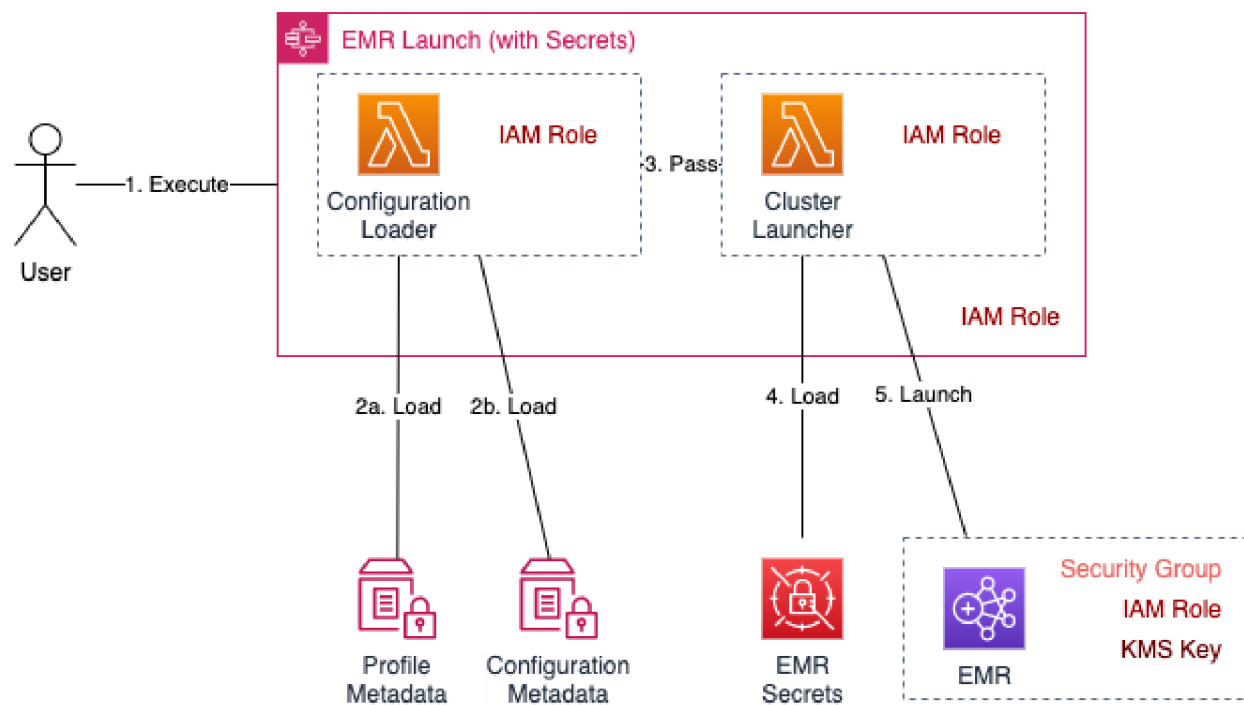 EMR Launch (with Secrets)
IAM Role
IAM Role
3. Pass
1. Execute
Configuration
Loader
Cluster
Launcher
User
IAM Role
2a. Load
2b. Load
4. Load
5. Launch
Security Group
IAM Role
KMS Key
Profile
Metadata
Configuration
Metadata
EMR
Secrets
EMR